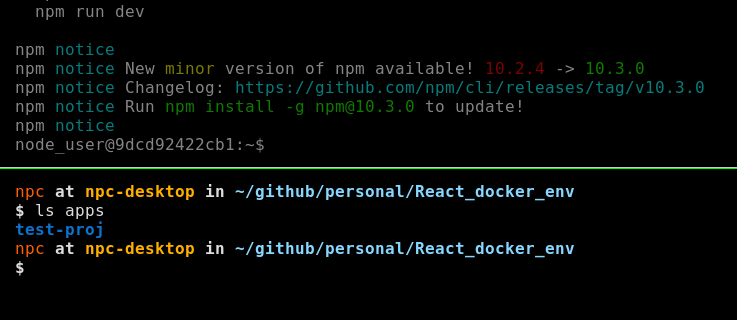 npm run dev
npm notice
npm notice New minor version of npm available! 10.2.4 -> 10.3.0
npm notice Changelog: https://github.com/npm/cli/releases/tag/v10.3.0
npm notice Run npm install -g npm@10.3.0 to update!
npm notice
node_user@9dcd92422cb1:~$
npc at npc-desktop in ~/github/personal/React_docker_env
$ ls apps
test-proj
npc at npc-desktop in ~/github/personal/React_docker_env
$